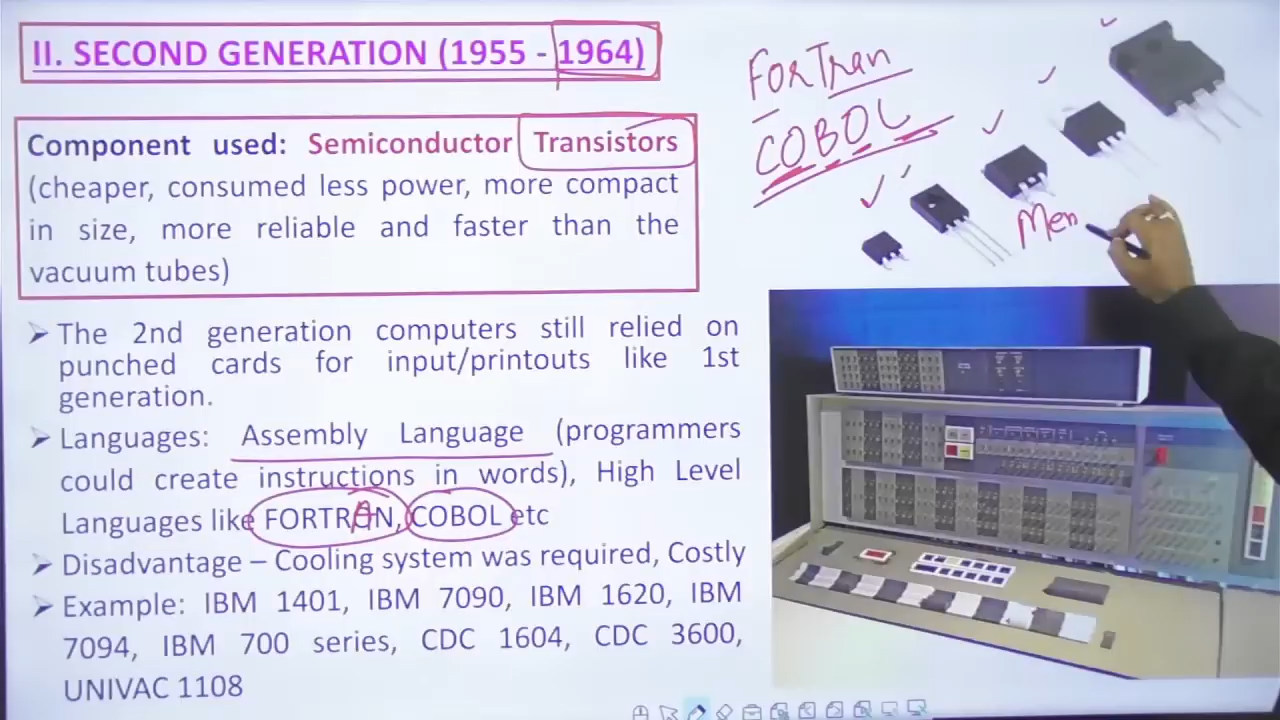 II. SECOND GENERATION (1955 - 1964)
Component used: Semiconductor Transistors
(cheaper, consumed less power, more compact
in size, more reliable and faster than the
vacuum tubes)
➢ The 2nd generation computers still relied on
punched cards for input/printouts like 1st
generation.
➢ Languages: Assembly Language (programmers
could create instructions in words), High Level
Languages like FORTRAN, COBOL etc
➢ Disadvantage – Cooling system was required, Costly
➢ Example: IBM 1401, IBM 7090, IBM 1620, IBM
7094, IBM 700 series, CDC 1604, CDC 3600,
UNIVAC 1108
ForTran
COBOL
Mem